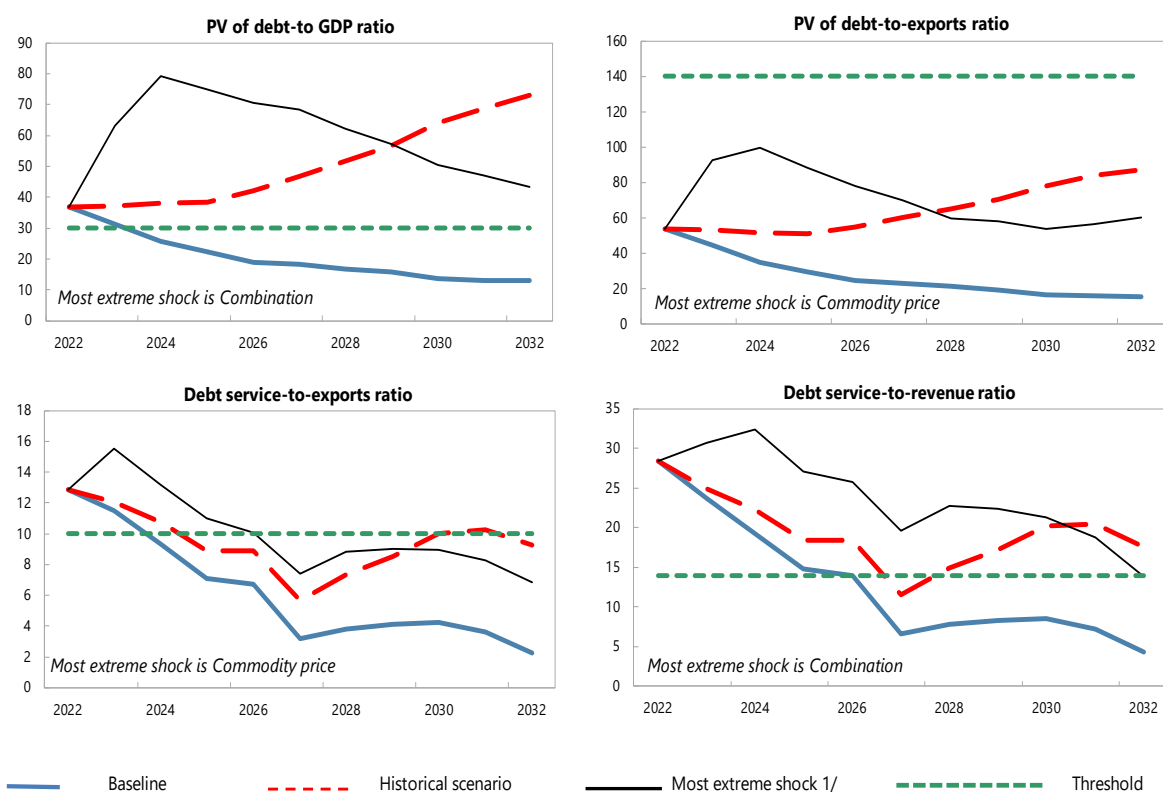 PV of debt-to GDP ratio
90
80
70
60
50
40
30
20
10
0
Most extreme shock is Combination
2022 2024 2026 2028 2030 2032
PV of debt-to-exports ratio
160
140
120
100
80
60
40
20
0
Most extreme shock is Commodity price
2022 2024 2026 2028 2030 2032
Debt service-to-exports ratio
18
16
14
12
10
8
6
4
2
0
Most extreme shock is Commodity price
2022 2024 2026 2028 2030 2032
Debt service-to-revenue ratio
35
30
25
20
15
10
5
0
Most extreme shock is Combination
2022 2024 2026 2028 2030 2032
Baseline Historical scenario Most extreme shock 1/ Threshold